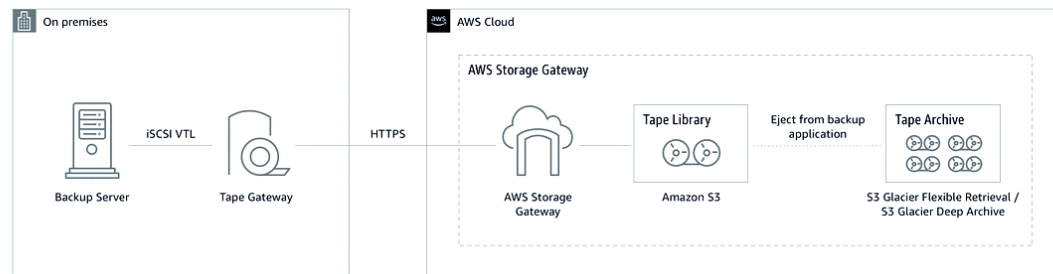 On premises
aws
AWS Cloud
AWS Storage Gateway
Backup Server
iSCSI VTL
Tape Gateway
HTTPS
AWS Storage
Gateway
Tape Library
Amazon S3
Eject from backup
application
Tape Archive
S3 Glacier Flexible Retrieval /
S3 Glacier Deep Archive